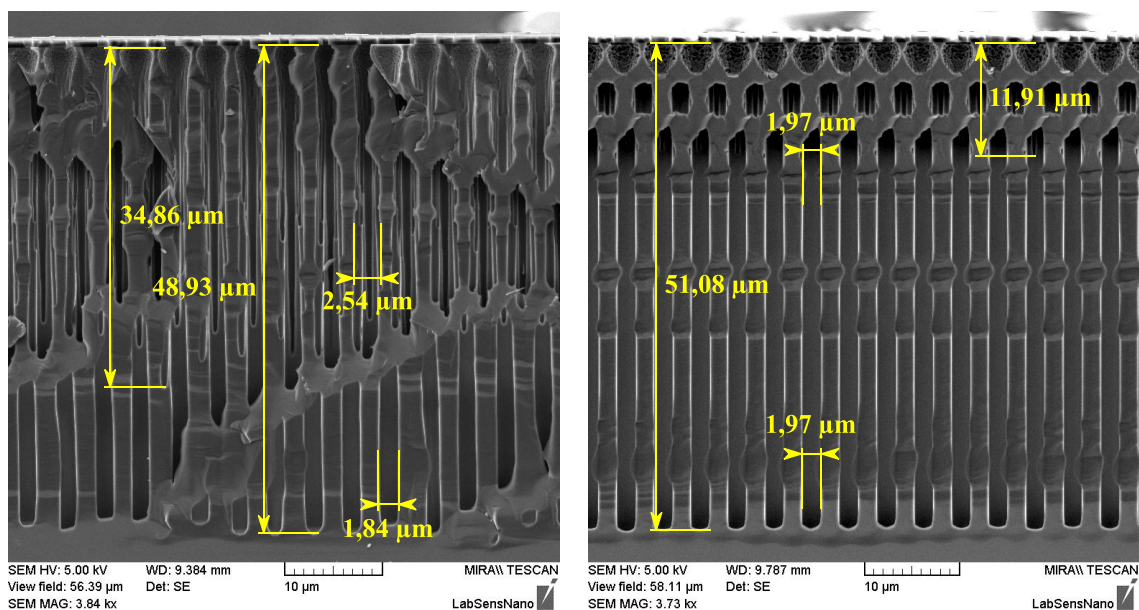 34,86 µm
48,93 µm
2,54 µm
1,84 µm
SEM HV: 5.00 kV WD: 9.384 mm MIRA\\ TESCAN
View field: 56.39 µm Det: SE 10 µm
SEM MAG: 3.84 kx LabSensNano
11,91 µm
1,97 µm
51,08 µm
1,97 µm
SEM HV: 5.00 kV WD: 9.787 mm MIRA\\ TESCAN
View field: 58.11 µm Det: SE 10 µm
SEM MAG: 3.73 kx LabSensNano